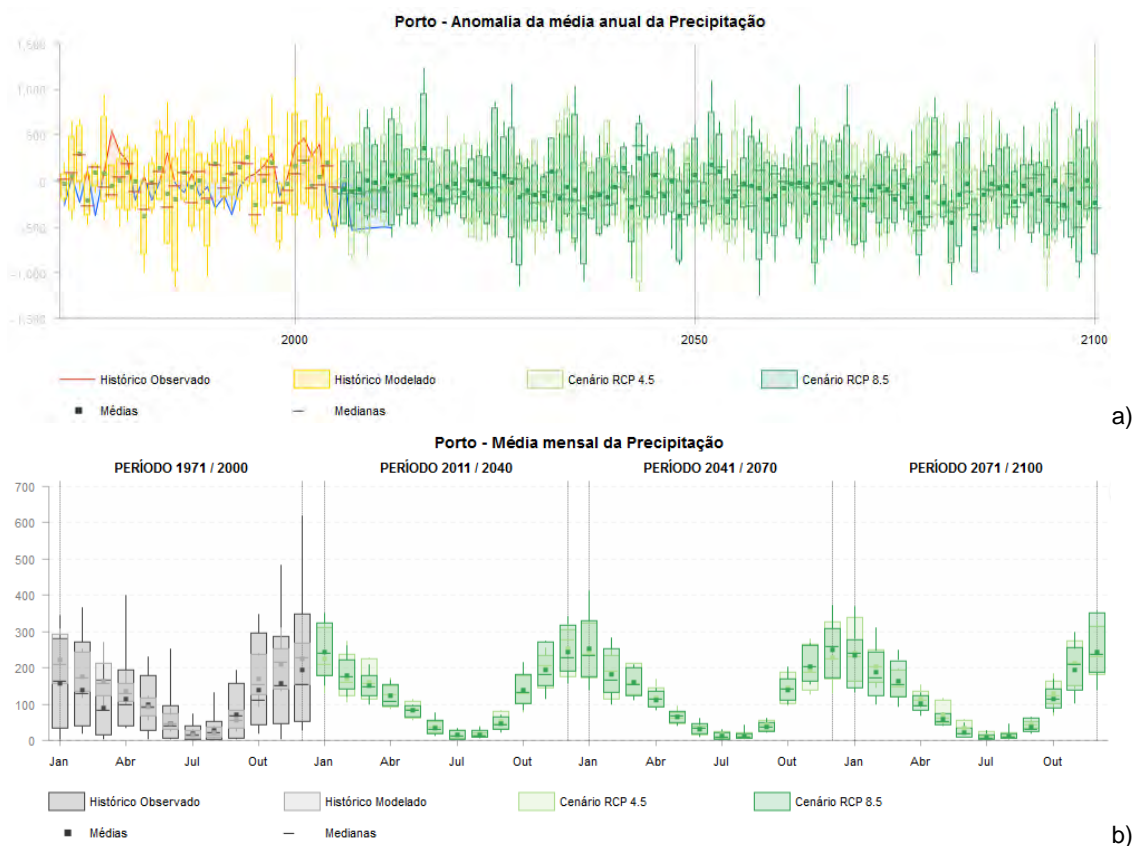 Porto - Anomalia da média anual da Precipitação
1,500
1,000
500
0
-500
-1,000
-1,500
2000 2050 2100
Histórico Observado Histórico Modelado Cenário RCP 4.5 Cenário RCP 8.5
Médias Medianas
a)
Porto - Média mensal da Precipitação
PERÍODO 1971 / 2000 PERÍODO 2011 / 2040 PERÍODO 2041 / 2070 PERÍODO 2071 / 2100
700
600
500
400
300
200
100
0
Jan Abr Jul Out Jan Abr Jul Out Jan Abr Jul Out Jan Abr Jul Out
Histórico Observado Histórico Modelado Cenário RCP 4.5 Cenário RCP 8.5
Médias Medianas
b)